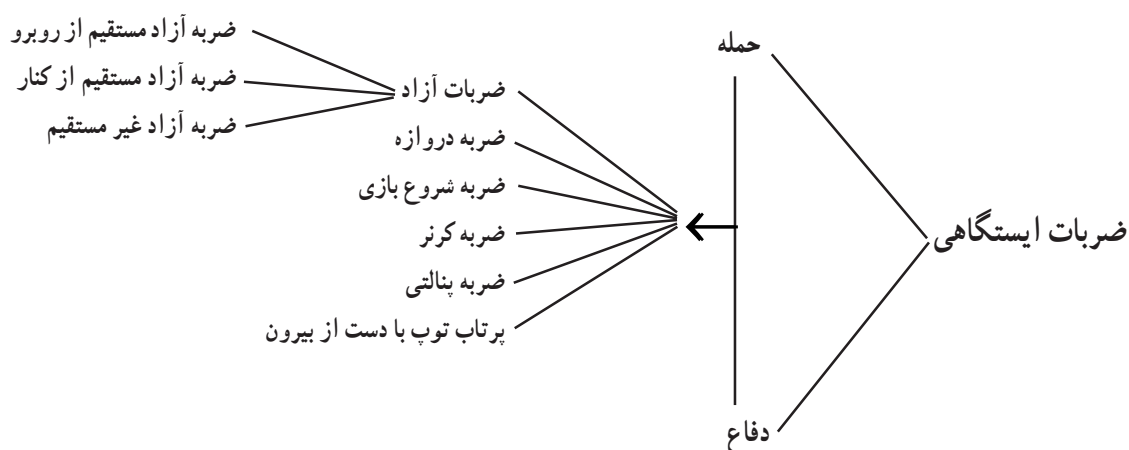 ضربات ایستگاهی
حمله
دفاع
ضربات آزاد
ضربه دروازه
ضربه شروع بازی
ضربه کرنر
ضربه پنالتی
پرتاب توپ با دست از بیرون
ضربه آزاد مستقیم از روبرو
ضربه آزاد مستقیم از کنار
ضربه آزاد غیر مستقیم